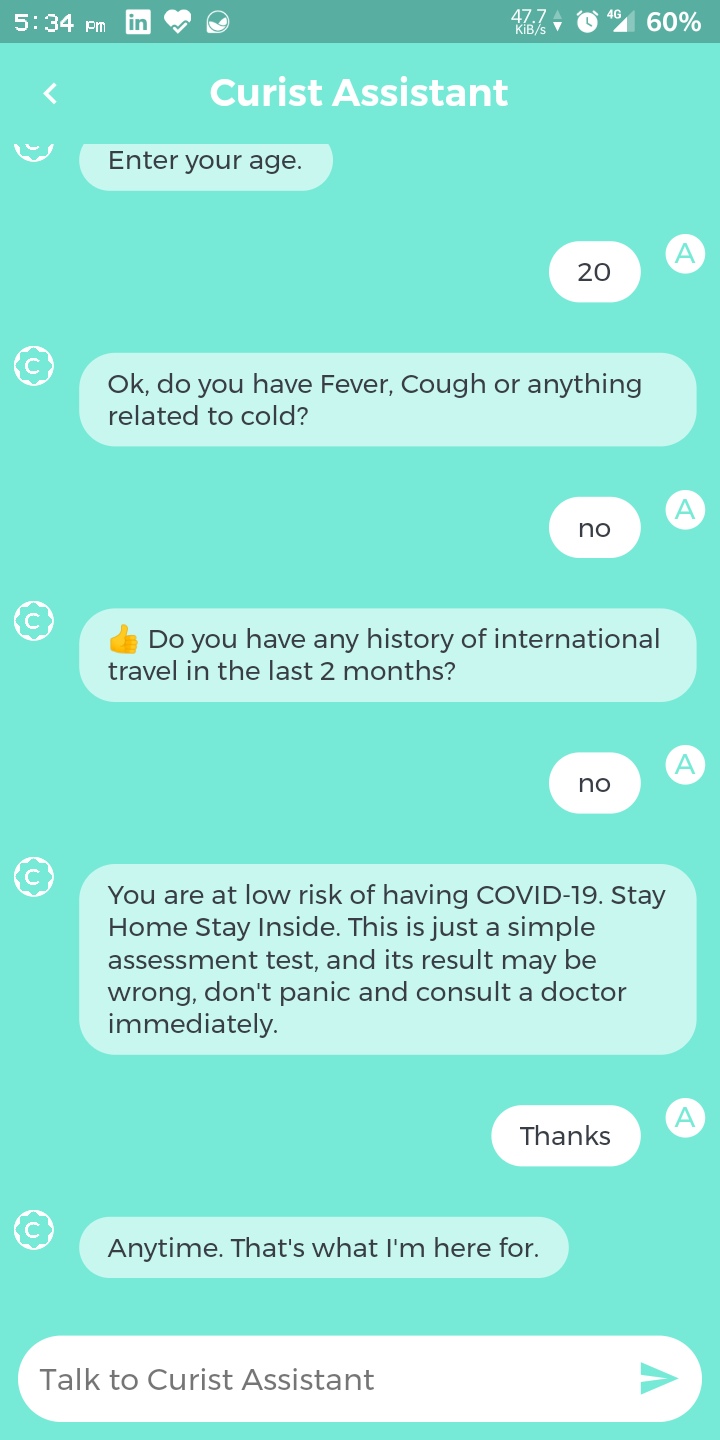 5:34 pm in 47.7 KiB/s 4G 60%
Curist Assistant
C
Enter your age.
A
20
C
Ok, do you have Fever, Cough or anything
related to cold?
A
no
C
👍 Do you have any history of international
travel in the last 2 months?
A
no
C
You are at low risk of having COVID-19. Stay
Home Stay Inside. This is just a simple
assessment test, and its result may be
wrong, don't panic and consult a doctor
immediately.
A
Thanks
C
Anytime. That's what I'm here for.
Talk to Curist Assistant